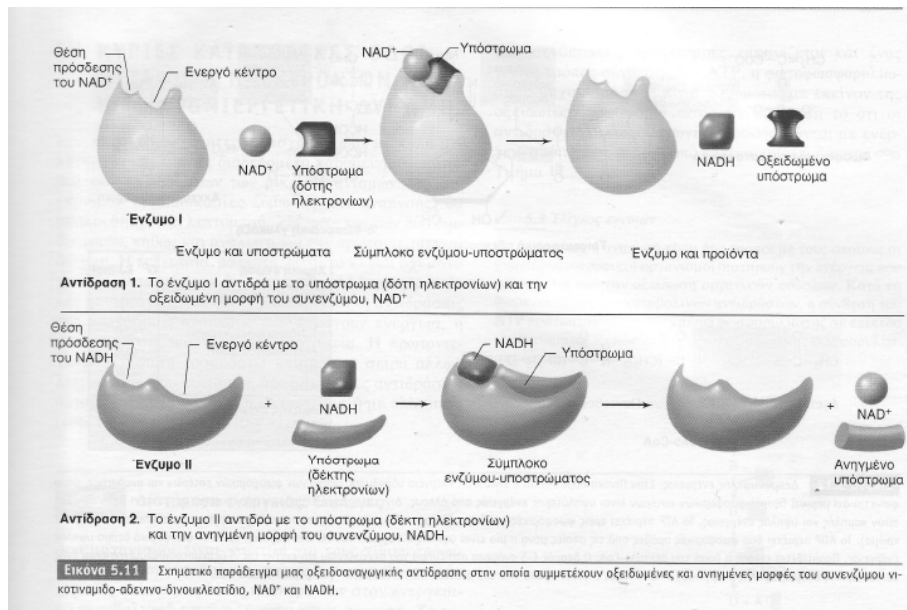 Θέση
πρόσδεσης
του NAD⁺
Ενεργό κέντρο
NAD⁺
Υπόστρωμα
NAD⁺
Υπόστρωμα
(δότης
ηλεκτρονίων)
NADH
Οξειδωμένο
υπόστρωμα
Ένζυμο I
Ένζυμο και υποστρώματα
Σύμπλοκο ενζύμου-υποστρώματος
Ένζυμο και προϊόντα
Αντίδραση 1. Το ένζυμο I αντιδρά με το υπόστρωμα (δότη ηλεκτρονίων) και την
οξειδωμένη μορφή του συνενζύμου, NAD⁺
Θέση
πρόσδεσης
του NADH
Ενεργό κέντρο
NADH
Υπόστρωμα
+
NADH
+
NAD⁺
Ένζυμο II
Υπόστρωμα
(δέκτης
ηλεκτρονίων)
Σύμπλοκο
ενζύμου-υποστρώματος
Ανηγμένο
υπόστρωμα
Αντίδραση 2. Το ένζυμο II αντιδρά με το υπόστρωμα (δέκτη ηλεκτρονίων)
και την ανηγμένη μορφή του συνενζύμου, NADH.
Εικόνα 5.11 Σχηματικό παράδειγμα μιας οξειδοαναγωγικής αντίδρασης στην οποία συμμετέχουν οξειδωμένες και ανηγμένες μορφές του συνενζύμου νι-
κοτιναμιδο-αδενινο-δινουκλεοτίδιο, NAD⁺ και NADH.